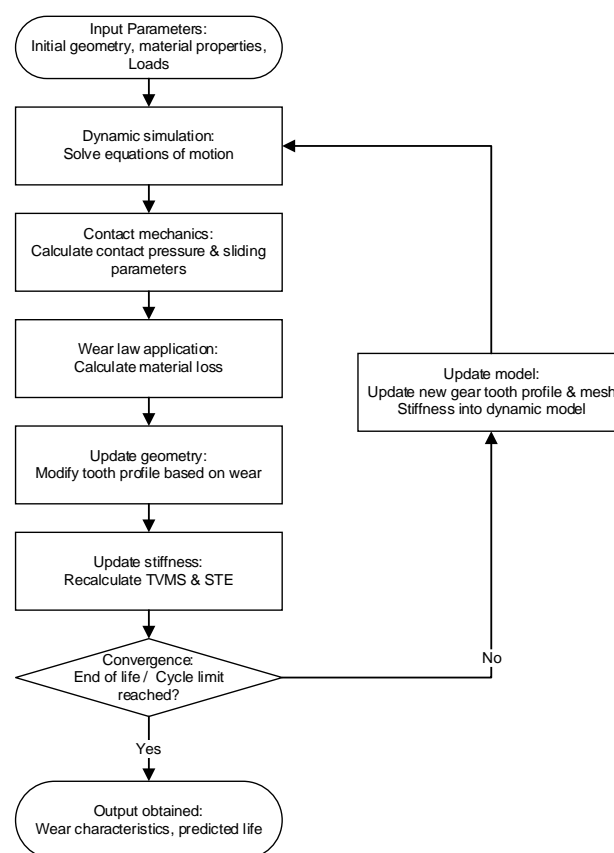 Input Parameters:
Initial geometry, material properties,
Loads
Dynamic simulation:
Solve equations of motion
Contact mechanics:
Calculate contact pressure & sliding
parameters
Wear law application:
Calculate material loss
Update model:
Update new gear tooth profile & mesh
Stiffness into dynamic model
Update geometry:
Modify tooth profile based on wear
Update stiffness:
Recalculate TVMS & STE
Convergence:
End of life / Cycle limit
reached?
No
Yes
Output obtained:
Wear characteristics, predicted life